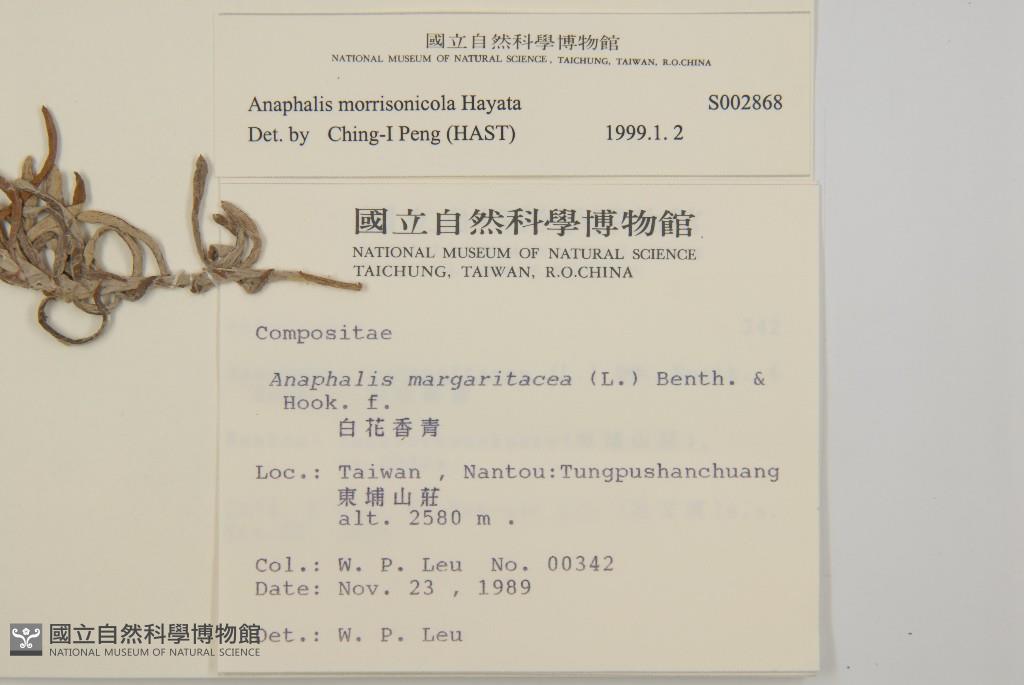 國立自然科學博物館
NATIONAL MUSEUM OF NATURAL SCIENCE, TAICHUNG, TAIWAN, R.O.CHINA
Anaphalis morrisonicola Hayata S002868
Det. by Ching-I Peng (HAST) 1999.1. 2
國立自然科學博物館
NATIONAL MUSEUM OF NATURAL SCIENCE
TAICHUNG, TAIWAN, R.O.CHINA
Compositae
Anaphalis margaritacea (L.) Benth. &
Hook. f.
白花香青
Loc.: Taiwan , Nantou:Tungpushanchuang
東埔山莊
alt. 2580 m .
Col.: W. P. Leu No. 00342
Date: Nov. 23 , 1989
Det.: W. P. Leu
國立自然科學博物館
NATIONAL MUSEUM OF NATURAL SCIENCE